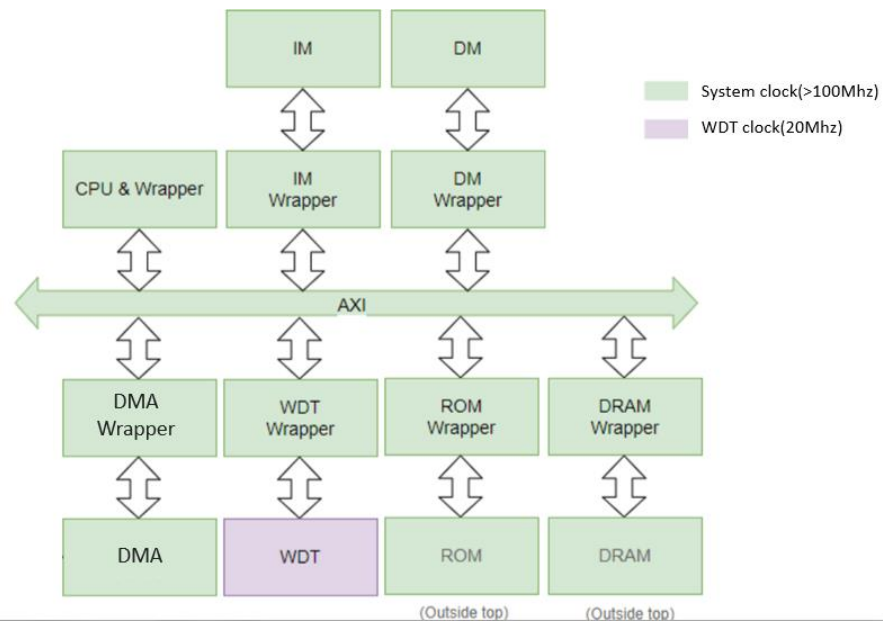 IM
DM
System clock(>100Mhz)
WDT clock(20Mhz)
CPU & Wrapper
IM
Wrapper
DM
Wrapper
AXI
DMA
Wrapper
WDT
Wrapper
ROM
Wrapper
DRAM
Wrapper
DMA
WDT
ROM
DRAM
(Outside top)
(Outside top)